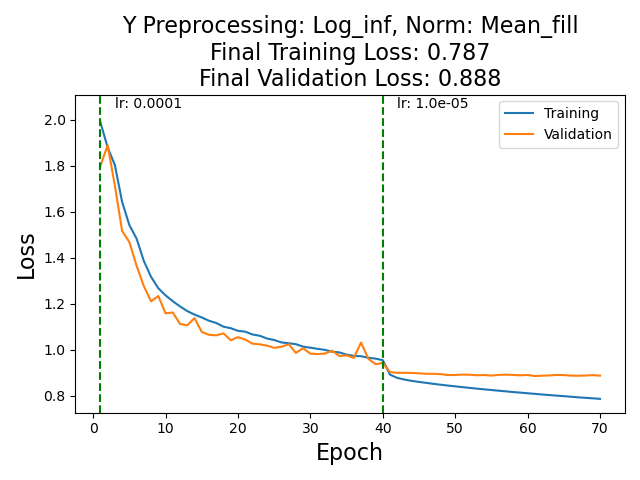 Y Preprocessing: Log_inf, Norm: Mean_fill
Final Training Loss: 0.787
Final Validation Loss: 0.888
lr: 0.0001
lr: 1.0e-05
Training
Validation
2.0
1.8
1.6
1.4
1.2
1.0
0.8
Loss
0
10
20
30
40
50
60
70
Epoch